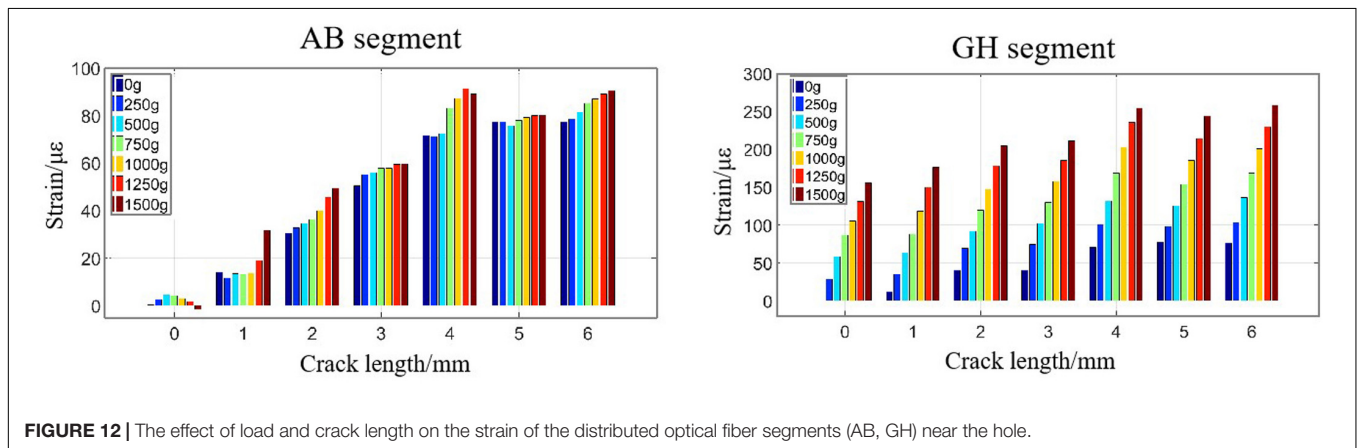 AB segment
100
80
60
40
20
0
Strain/με
0g
250g
500g
750g
1000g
1250g
1500g
0 1 2 3 4 5 6
Crack length/mm
GH segment
300
250
200
150
100
50
0
Strain/με
0g
250g
500g
750g
1000g
1250g
1500g
0 1 2 3 4 5 6
Crack length/mm
FIGURE 12 | The effect of load and crack length on the strain of the distributed optical fiber segments (AB, GH) near the hole.